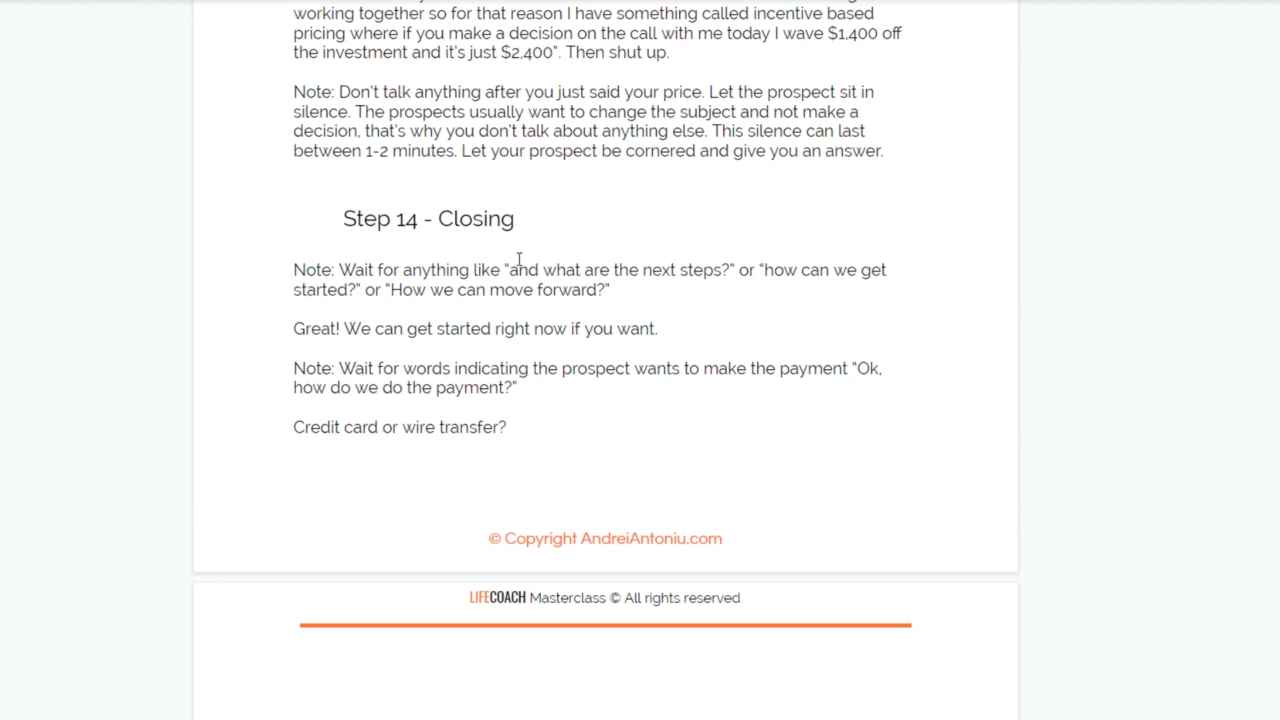 working together so for that reason I have something called incentive based
pricing where if you make a decision on the call with me today I wave $1,400 off
the investment and it's just $2,400". Then shut up.
Note: Don't talk anything after you just said your price. Let the prospect sit in
silence. The prospects usually want to change the subject and not make a
decision, that's why you don't talk about anything else. This silence can last
between 1-2 minutes. Let your prospect be cornered and give you an answer.
Step 14 - Closing
Note: Wait for anything like "and what are the next steps?" or "how can we get
started?" or "How we can move forward?"
Great! We can get started right now if you want.
Note: Wait for words indicating the prospect wants to make the payment "Ok,
how do we do the payment?"
Credit card or wire transfer?
© Copyright AndreiAntoniu.com
LIFECOACH Masterclass © All rights reserved